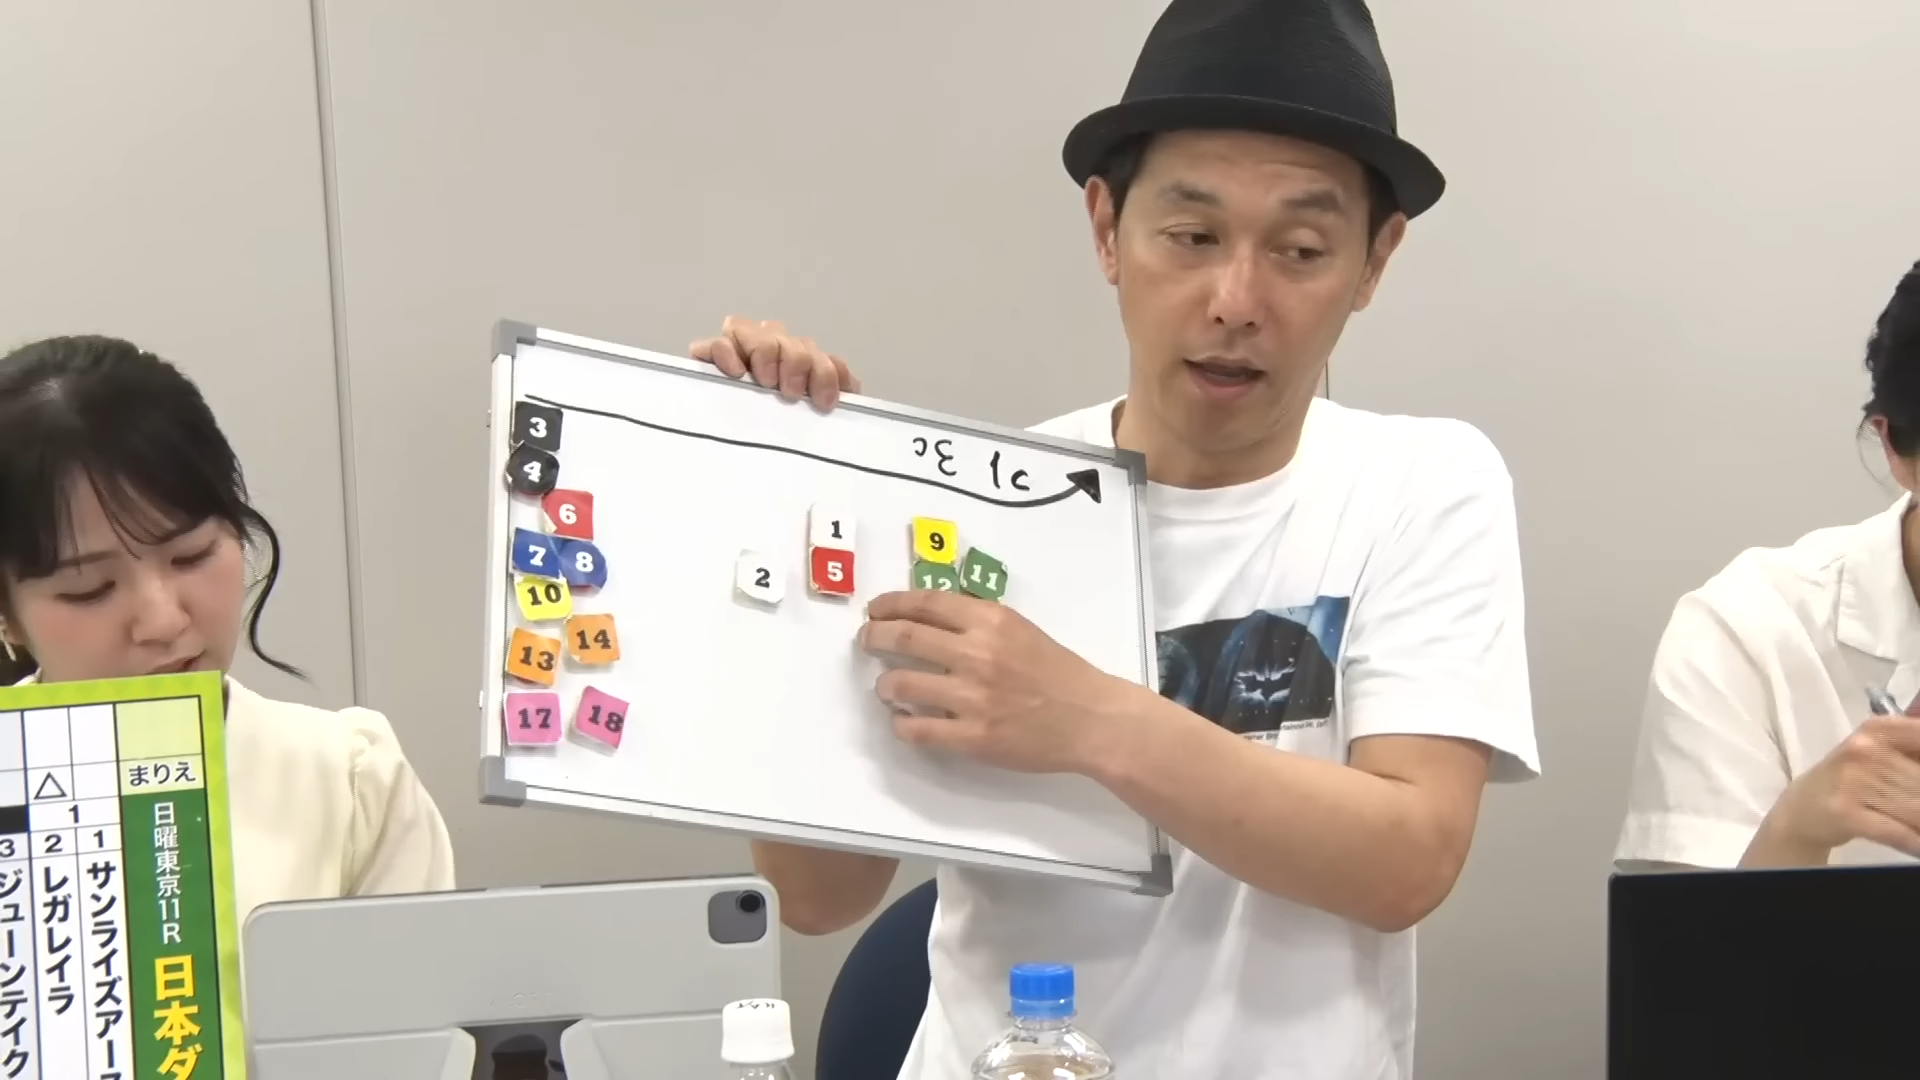 3c 1c
3
4
6
7 8
10
13 14
17 18
2
1
5
9
12 11
まりえ
△
1
3 2 1
日曜東京11R 日本ダ
サンライズアース
レガレイラ
ジューンテイク